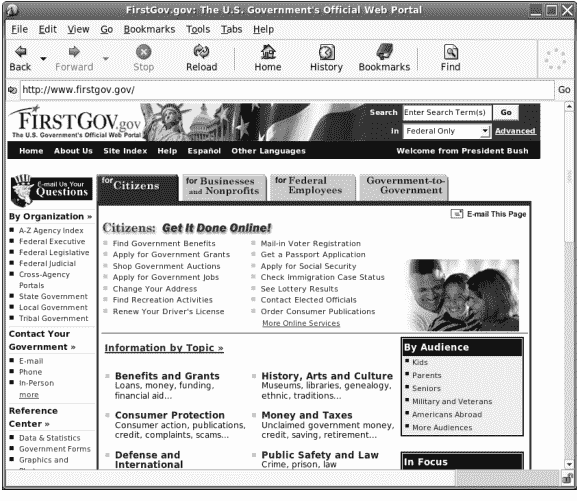 FirstGov.gov: The U.S. Government's Official Web Portal
File Edit View Go Bookmarks Tools Tabs Help
Back Forward Stop Reload Home History Bookmarks Find
http://www.firstgov.gov/ Go
FIRSTGOV.gov
The U.S. Government's Official Web Portal
Search Enter Search Term(s) Go
in Federal Only Advanced
Home About Us Site Index Help Español Other Languages Welcome from President Bush
E-mail Us Your
Questions
for Citizens
for Businesses
and Nonprofits
for Federal
Employees
Government-to-
Government
By Organization »
A-Z Agency Index
Federal Executive
Federal Legislative
Federal Judicial
Cross-Agency
Portals
State Government
Local Government
Tribal Government
Contact Your
Government »
E-mail
Phone
In-Person
more
Reference
Center »
Data & Statistics
Government Forms
Graphics and
E-mail This Page
Citizens: Get It Done Online!
Find Government Benefits
Apply for Government Grants
Shop Government Auctions
Apply for Government Jobs
Change Your Address
Find Recreation Activities
Renew Your Driver's License
Mail-in Voter Registration
Get a Passport Application
Apply for Social Security
Check Immigration Case Status
See Lottery Results
Contact Elected Officials
Order Consumer Publications
More Online Services
Information by Topic »
Benefits and Grants
Loans, money, funding,
financial aid...
Consumer Protection
Consumer action, publications,
credit, complaints, scams...
Defense and
International
History, Arts and Culture
Museums, libraries, genealogy,
ethnic, traditions...
Money and Taxes
Unclaimed government money,
credit, saving, retirement...
Public Safety and Law
Crime, prison, law
By Audience
Kids
Parents
Seniors
Military and Veterans
Americans Abroad
More Audiences
In Focus